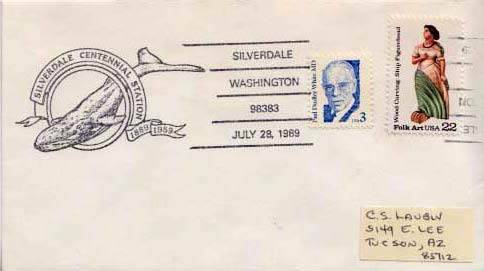 SILVERDALE CENTENNIAL STATION
1889 1989
SILVERDALE
WASHINGTON
98383
JULY 28, 1989
Paul Dudley White MD
USA 3
Wood Carving: Ship Figurehead
Folk Art USA 22
C.S. LAUBLY
5149 E. LEE
TUCSON, AZ
85712